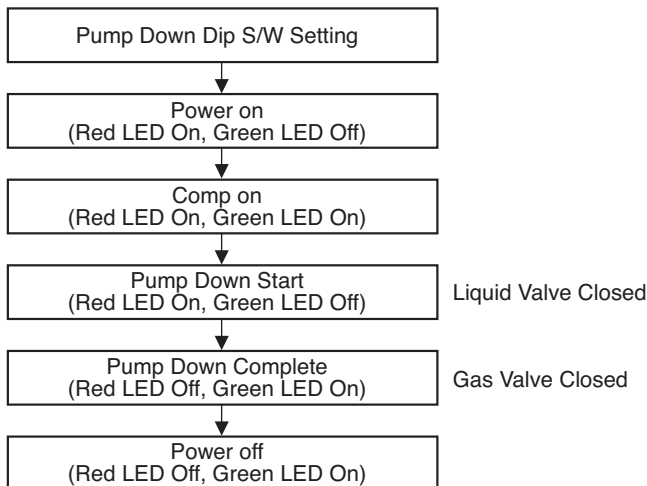 Pump Down Dip S/W Setting
Power on
(Red LED On, Green LED Off)
Comp on
(Red LED On, Green LED On)
Pump Down Start
(Red LED On, Green LED Off)
Liquid Valve Closed
Pump Down Complete
(Red LED Off, Green LED On)
Gas Valve Closed
Power off
(Red LED Off, Green LED On)